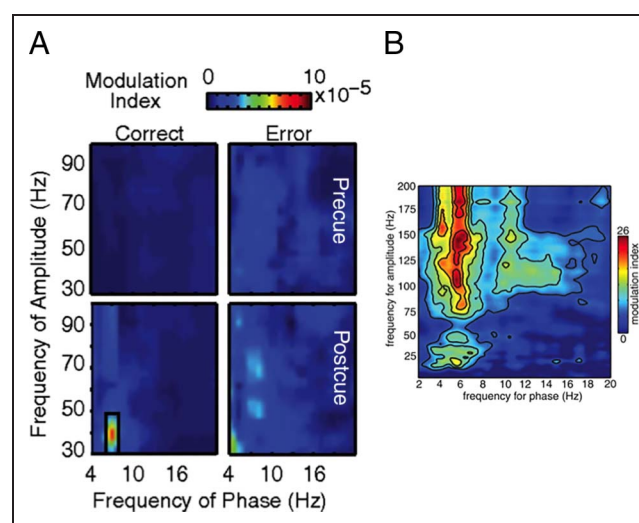 A
B
Modulation
Index
0
10
x10-5
Correct
Error
90
70
50
30
Precue
90
70
50
30
Postcue
Frequency of Amplitude (Hz)
4
10
16
4
10
16
Frequency of Phase (Hz)
200
175
150
125
100
75
50
25
frequency for amplitude (Hz)
2
4
6
8
10
12
14
16
18
20
frequency for phase (Hz)
26
0
modulation index